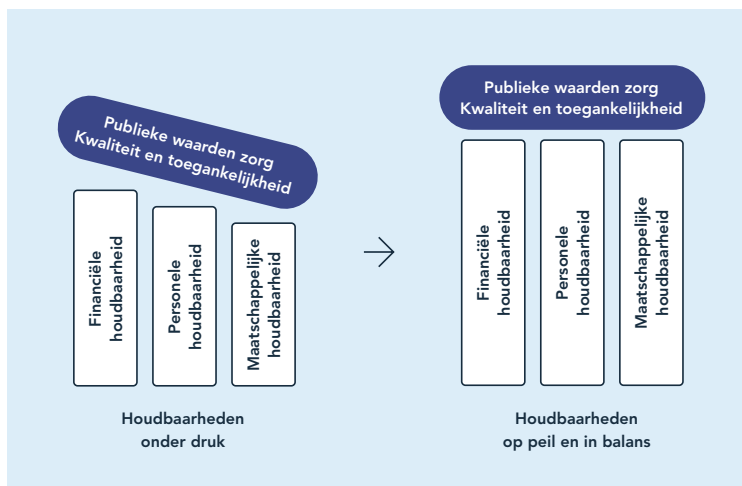 Publieke waarden zorg
Kwaliteit en toegankelijkheid
Financiële
houdbaarheid
Personele
houdbaarheid
Maatschappelijke
houdbaarheid
Houdbaarheden
onder druk
Publieke waarden zorg
Kwaliteit en toegankelijkheid
Financiële
houdbaarheid
Personele
houdbaarheid
Maatschappelijke
houdbaarheid
Houdbaarheden
op peil en in balans